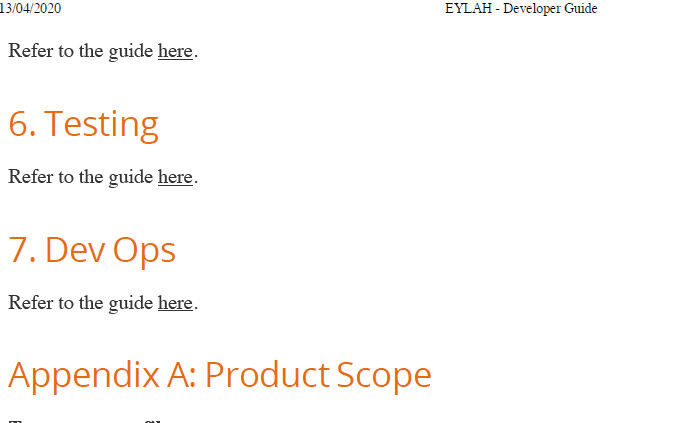 13/04/2020 EYLAH - Developer Guide
Refer to the guide here.
6. Testing
Refer to the guide here.
7. Dev Ops
Refer to the guide here.
Appendix A: Product Scope